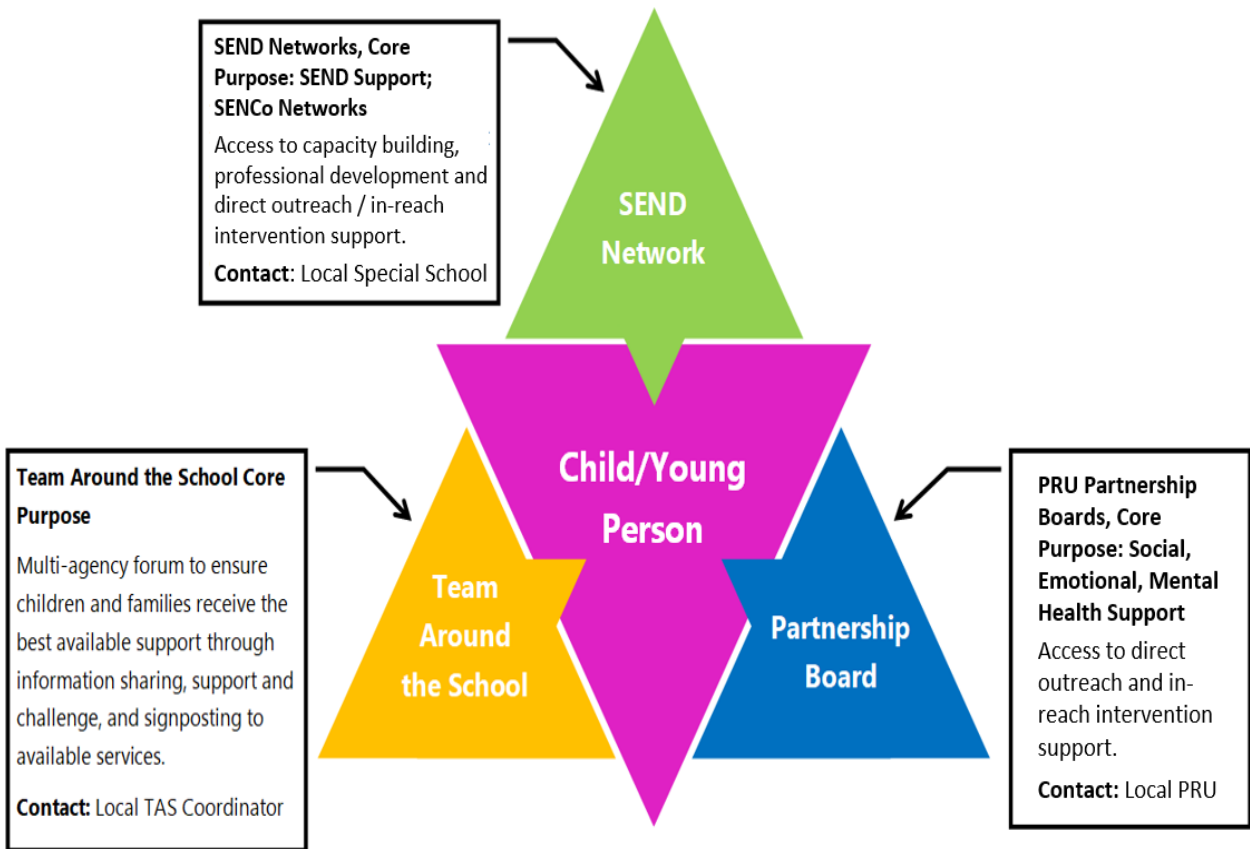 SEND Networks, Core
Purpose: SEND Support;
SENCo Networks
Access to capacity building,
professional development and
direct outreach / in-reach
intervention support.
Contact: Local Special School
SEND
Network
Child/Young
Person
Team Around the School Core
Purpose
Multi-agency forum to ensure
children and families receive the
best available support through
information sharing, support and
challenge, and signposting to
available services.
Contact: Local TAS Coordinator
Team
Around
the School
Partnership
Board
PRU Partnership
Boards, Core
Purpose: Social,
Emotional, Mental
Health Support
Access to direct
outreach and in-
reach intervention
support.
Contact: Local PRU